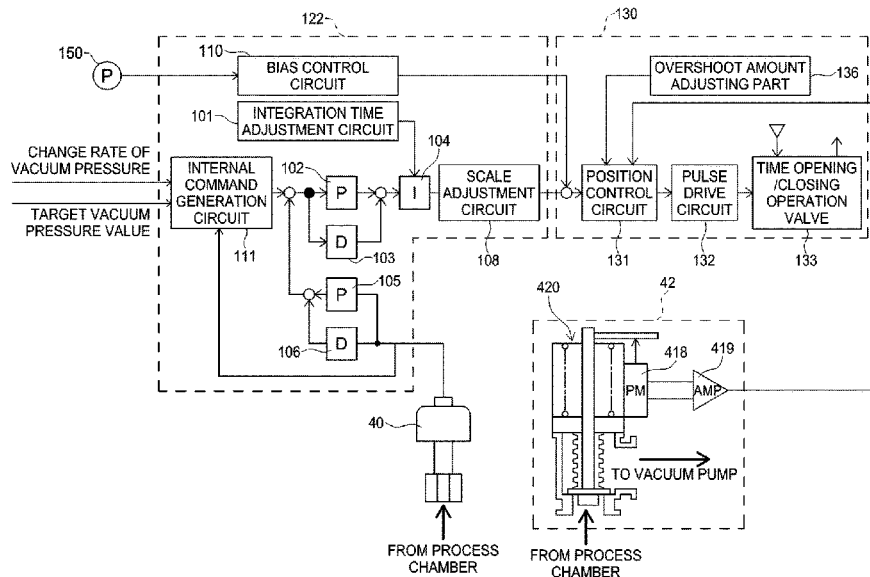 122
130
150
P
110
BIAS CONTROL
CIRCUIT
OVERSHOOT AMOUNT
ADJUSTING PART
136
101
INTEGRATION TIME
ADJUSTMENT CIRCUIT
104
CHANGE RATE OF
VACUUM PRESSURE
TARGET VACUUM
PRESSURE VALUE
INTERNAL
COMMAND
GENERATION
CIRCUIT
111
102
P
I
SCALE
ADJUSTMENT
CIRCUIT
108
POSITION
CONTROL
CIRCUIT
131
PULSE
DRIVE
CIRCUIT
132
TIME OPENING
/CLOSING
OPERATION
VALVE
133
D
103
P
105
D
106
40
FROM PROCESS
CHAMBER
42
420
418
419
PM
AMP
TO VACUUM PUMP
FROM PROCESS
CHAMBER